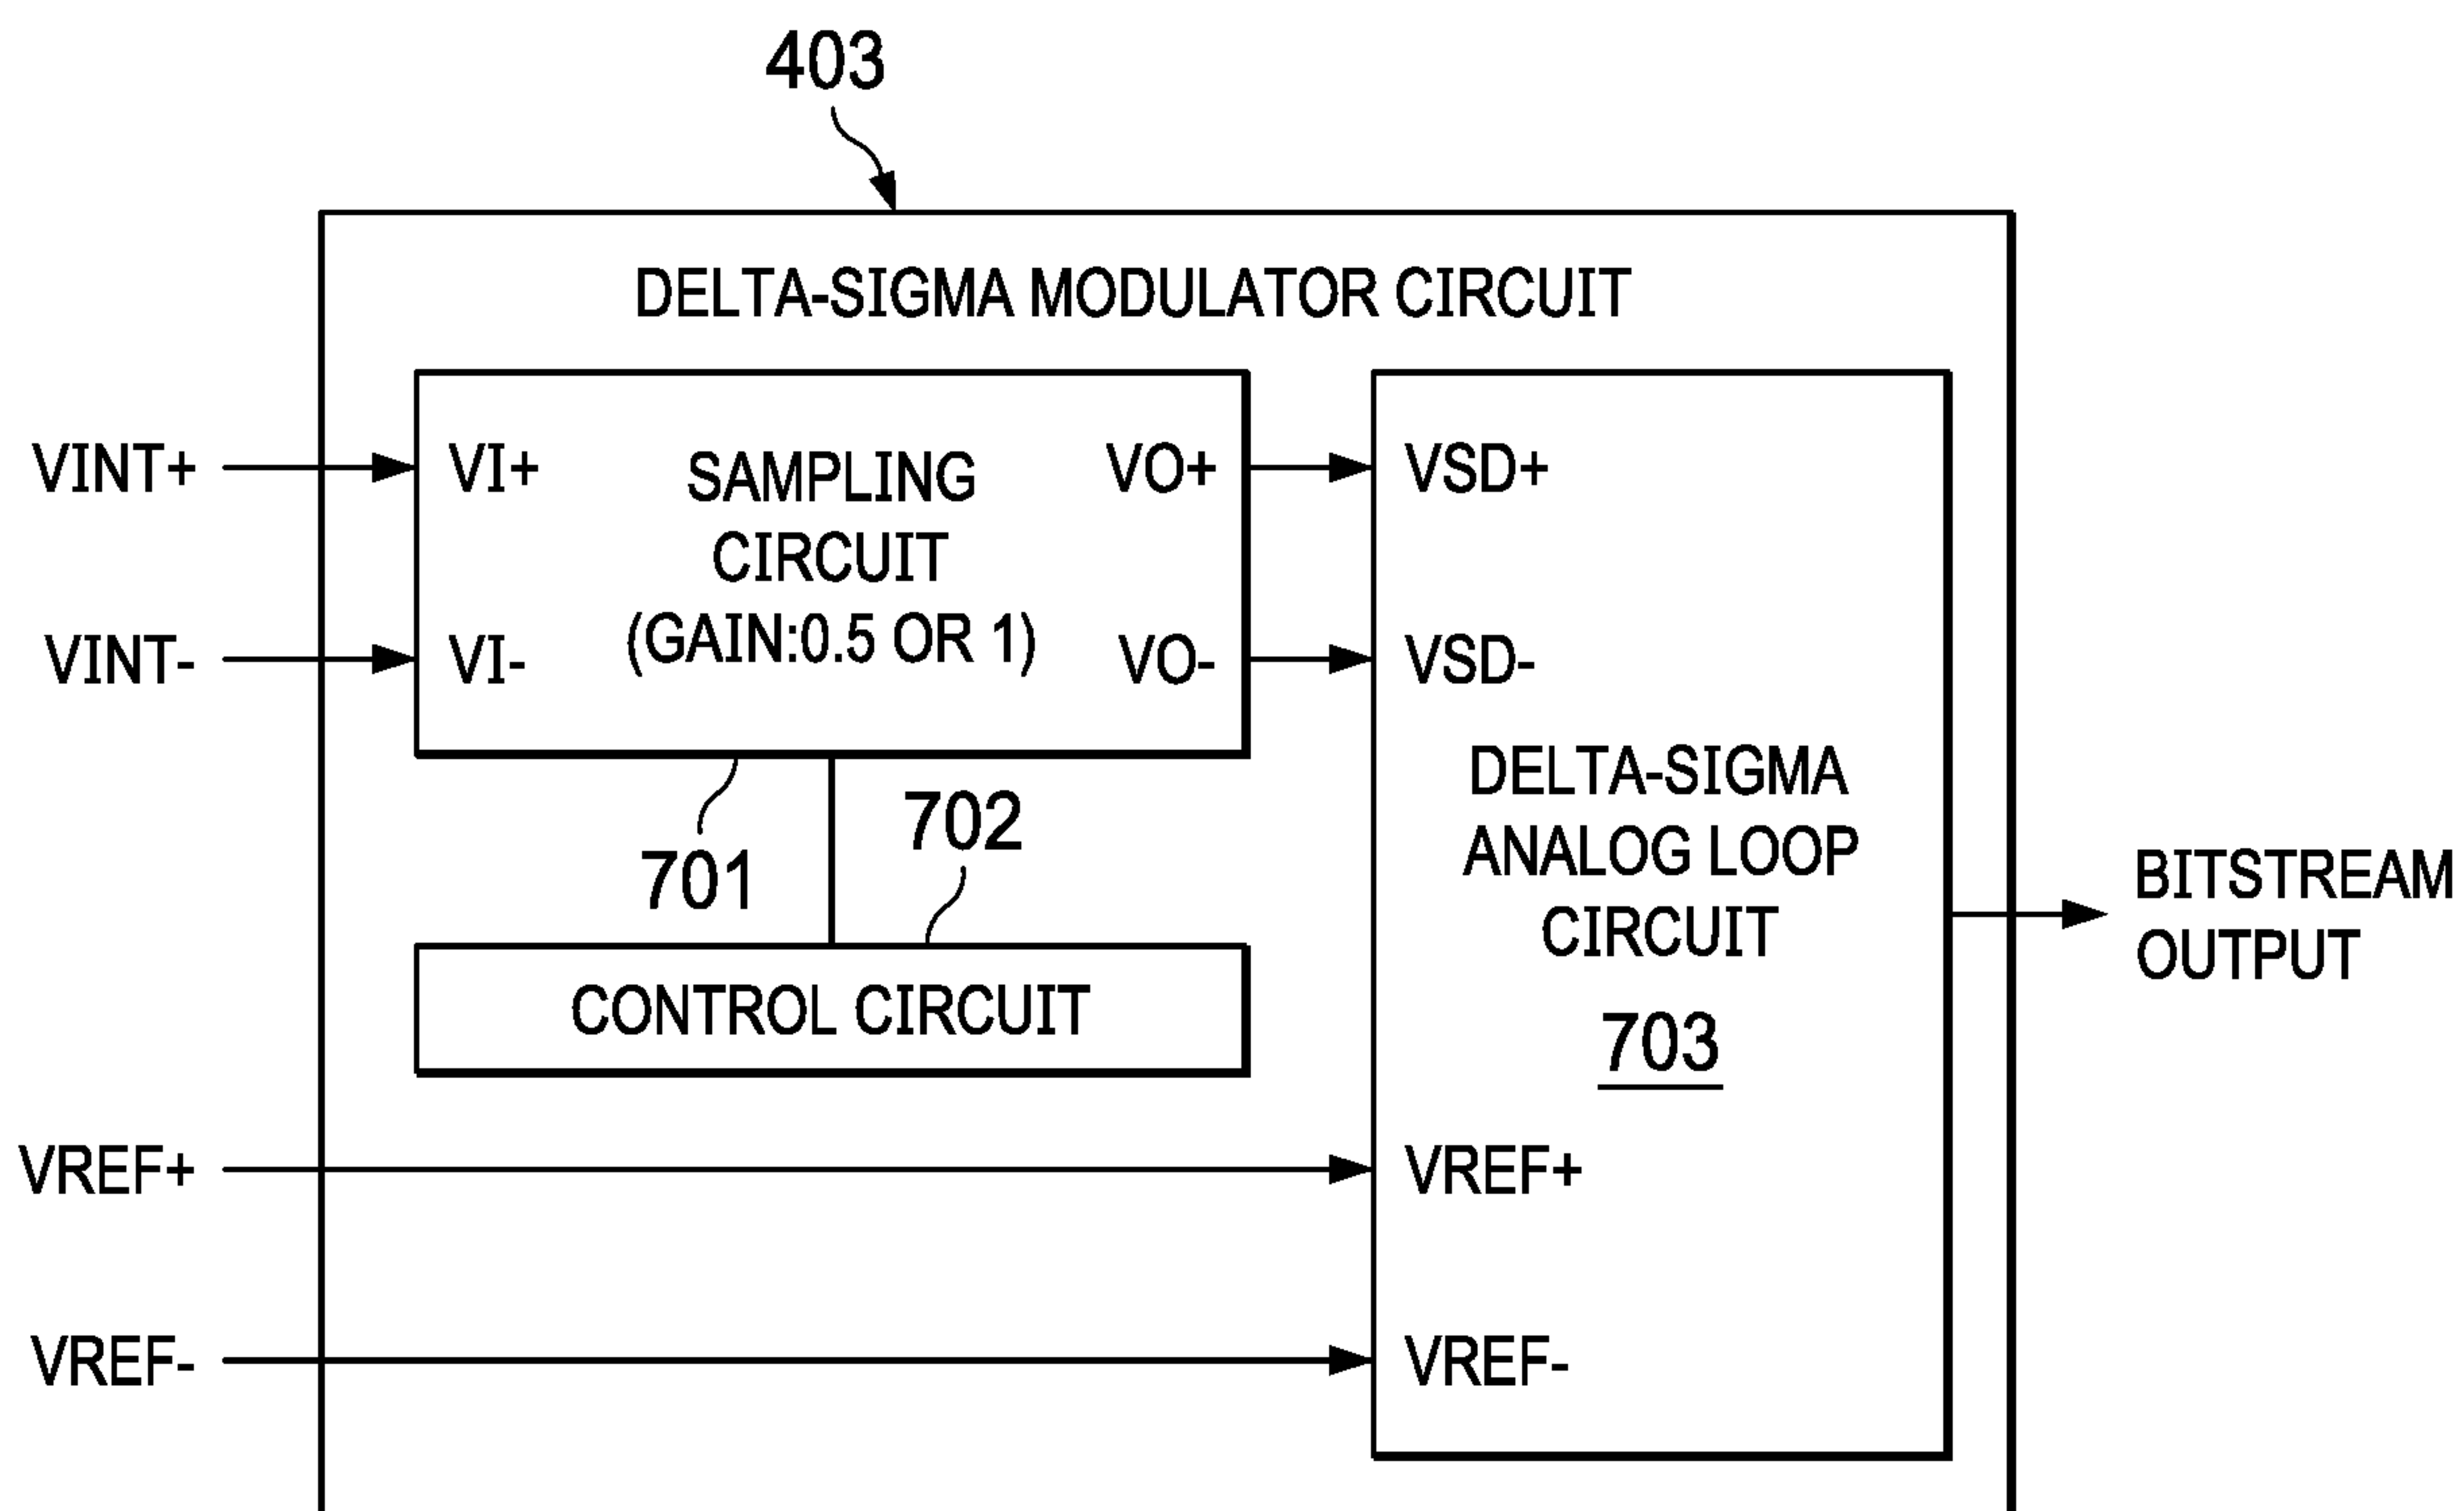 403
DELTA-SIGMA MODULATOR CIRCUIT
VINT+
VI+
SAMPLING
CIRCUIT
(GAIN:0.5 OR 1)
VO+
VSD+
VINT-
VI-
VO-
VSD-
701
702
CONTROL CIRCUIT
DELTA-SIGMA
ANALOG LOOP
CIRCUIT
703
BITSTREAM
OUTPUT
VREF+
VREF+
VREF-
VREF-